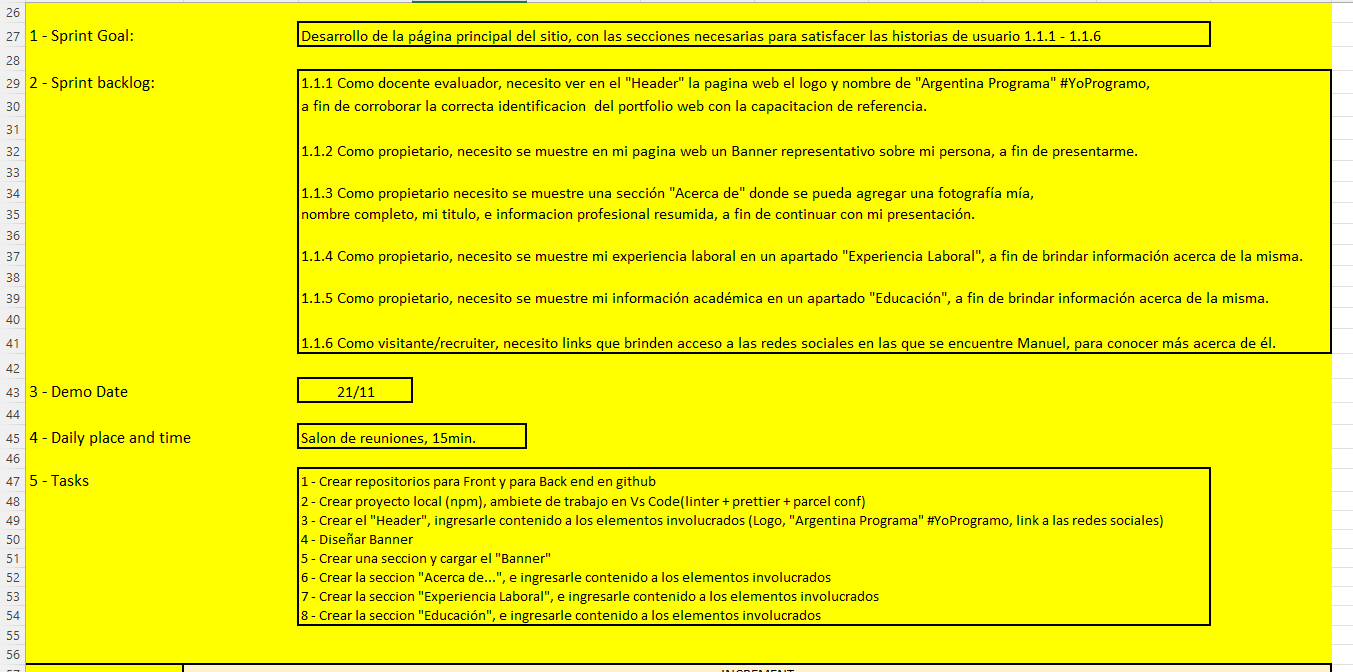 26
27 1 - Sprint Goal: Desarrollo de la página principal del sitio, con las secciones necesarias para satisfacer las historias de usuario 1.1.1 - 1.1.6
28
29 2 - Sprint backlog: 1.1.1 Como docente evaluador, necesito ver en el "Header" la pagina web el logo y nombre de "Argentina Programa" #YoProgramo,
30 a fin de corroborar la correcta identificacion  del portfolio web con la capacitacion de referencia.
31
32 1.1.2 Como propietario, necesito se muestre en mi pagina web un Banner representativo sobre mi persona, a fin de presentarme.
33
34 1.1.3 Como propietario necesito se muestre una sección "Acerca de" donde se pueda agregar una fotografía mía,
35 nombre completo, mi titulo, e informacion profesional resumida, a fin de continuar con mi presentación.
36
37 1.1.4 Como propietario, necesito se muestre mi experiencia laboral en un apartado "Experiencia Laboral", a fin de brindar información acerca de la misma.
38
39 1.1.5 Como propietario, necesito se muestre mi información académica en un apartado "Educación", a fin de brindar información acerca de la misma.
40
41 1.1.6 Como visitante/recruiter, necesito links que brinden acceso a las redes sociales en las que se encuentre Manuel, para conocer más acerca de él.
42
43 3 - Demo Date 21/11
44
45 4 - Daily place and time Salon de reuniones, 15min.
46
47 5 - Tasks 1 - Crear repositorios para Front y para Back end en github
48 2 - Crear proyecto local (npm), ambiete de trabajo en Vs Code(linter + prettier + parcel conf)
49 3 - Crear el "Header", ingresarle contenido a los elementos involucrados (Logo, "Argentina Programa" #YoProgramo, link a las redes sociales)
50 4 - Diseñar Banner
51 5 - Crear una seccion y cargar el "Banner"
52 6 - Crear la seccion "Acerca de...", e ingresarle contenido a los elementos involucrados
53 7 - Crear la seccion "Experiencia Laboral", e ingresarle contenido a los elementos involucrados
54 8 - Crear la seccion "Educación", e ingresarle contenido a los elementos involucrados
55
56